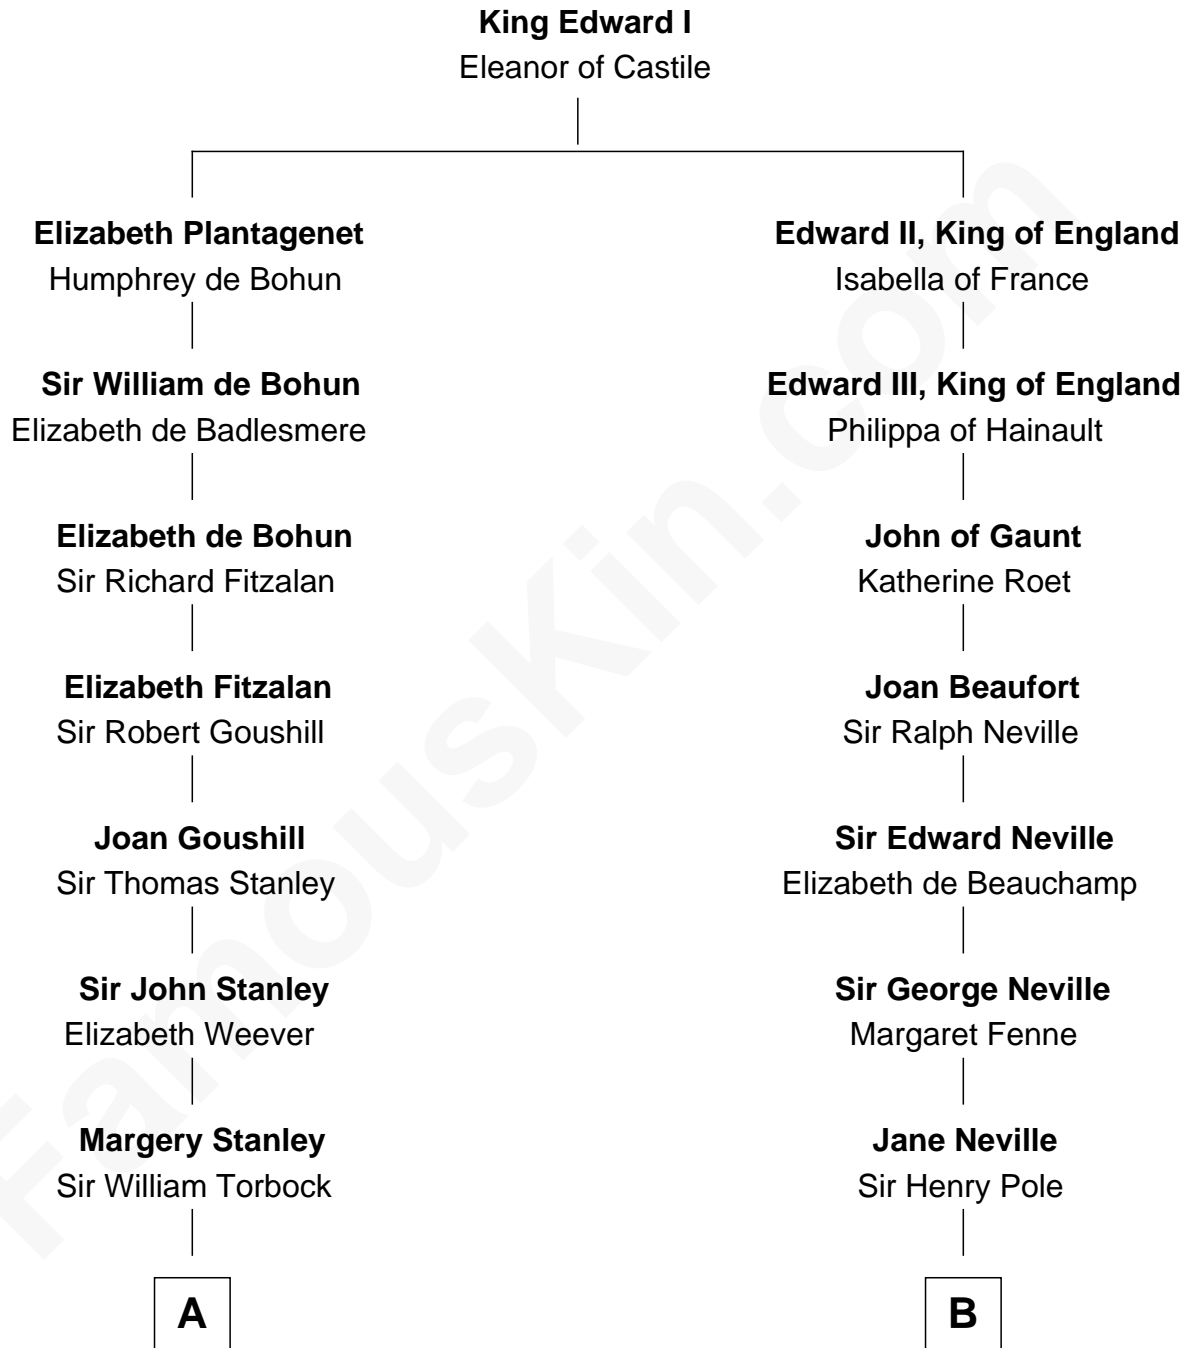 King Edward I
Eleanor of Castile
Elizabeth Plantagenet
Humphrey de Bohun
Edward II, King of England
Isabella of France
Sir William de Bohun
Elizabeth de Badlesmere
Edward III, King of England
Philippa of Hainault
Elizabeth de Bohun
Sir Richard Fitzalan
John of Gaunt
Katherine Roet
Elizabeth Fitzalan
Sir Robert Goushill
Joan Beaufort
Sir Ralph Neville
Joan Goushill
Sir Thomas Stanley
Sir Edward Neville
Elizabeth de Beauchamp
Sir John Stanley
Elizabeth Weever
Sir George Neville
Margaret Fenne
Margery Stanley
Sir William Torbock
Jane Neville
Sir Henry Pole
A
B
FamousKin.com